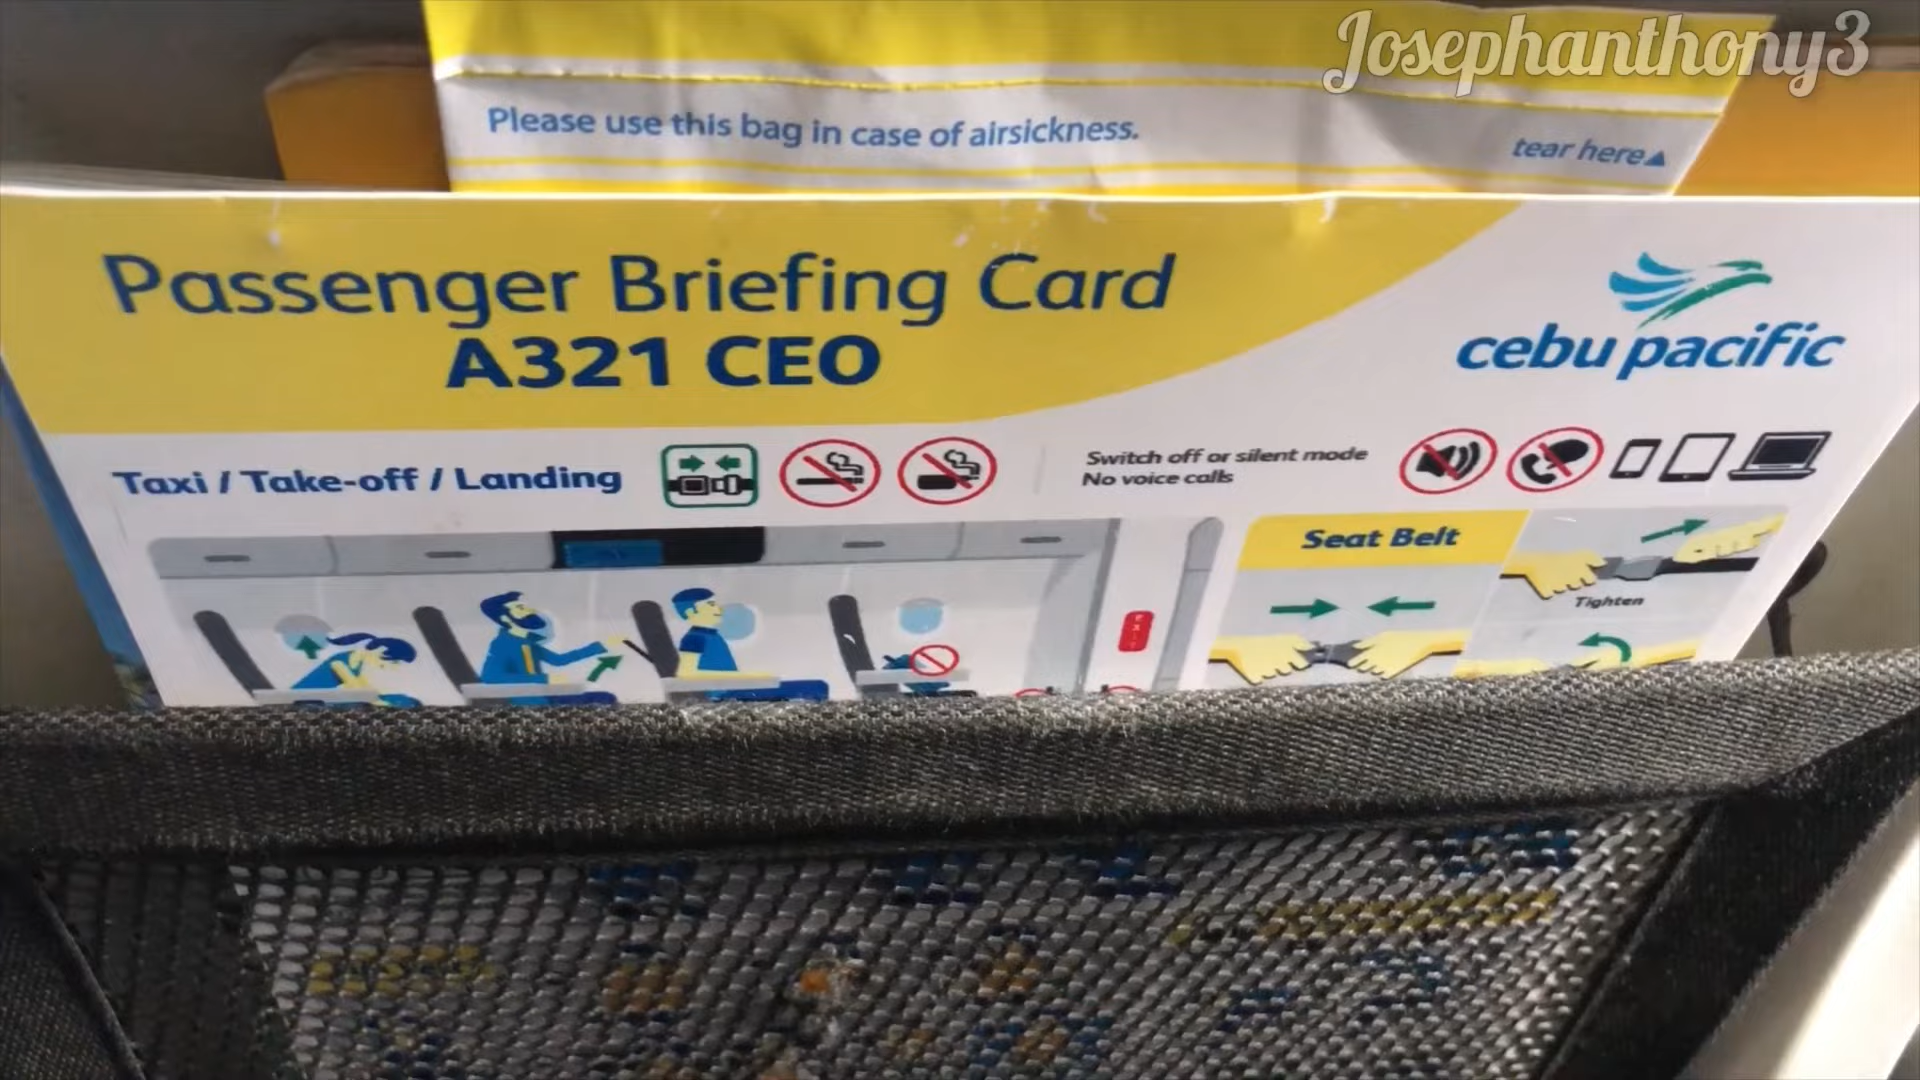 Josephanthony3
Please use this bag in case of airsickness.
tear here▲
Passenger Briefing Card
A321 CEO
cebu pacific
Taxi / Take-off / Landing
Switch off or silent mode
No voice calls
Seat Belt
Tighten
EXIT